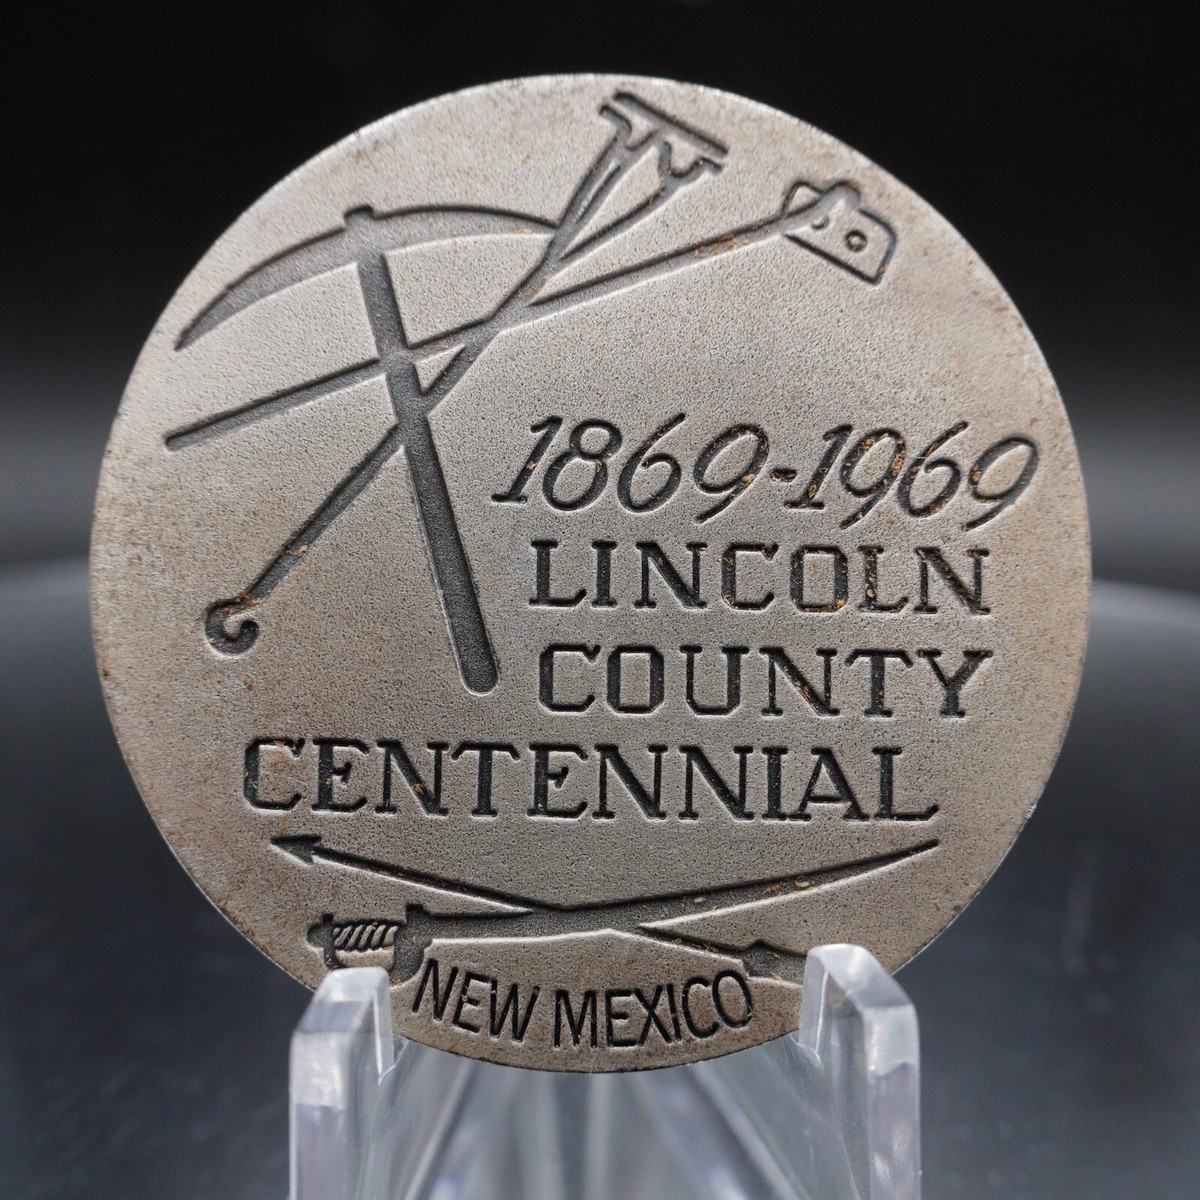 1869-1969
LINCOLN
COUNTY
CENTENNIAL
NEW MEXICO